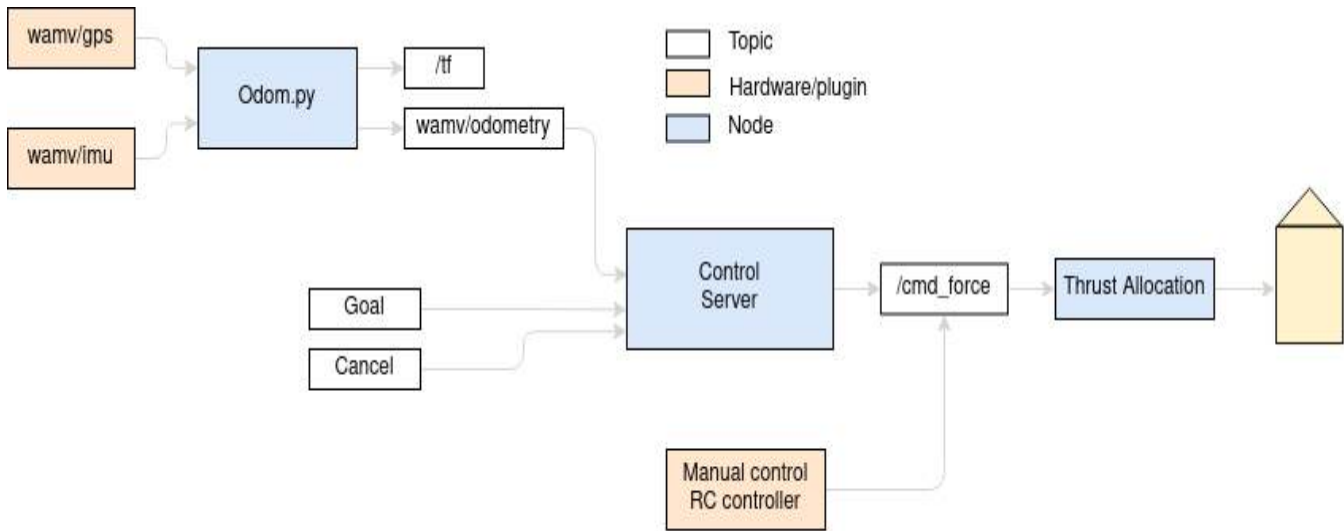 wamv/gps
wamv/imu
Odom.py
/tf
wamv/odometry
Topic
Hardware/plugin
Node
Goal
Cancel
Control
Server
/cmd_force
Thrust Allocation
Manual control
RC controller